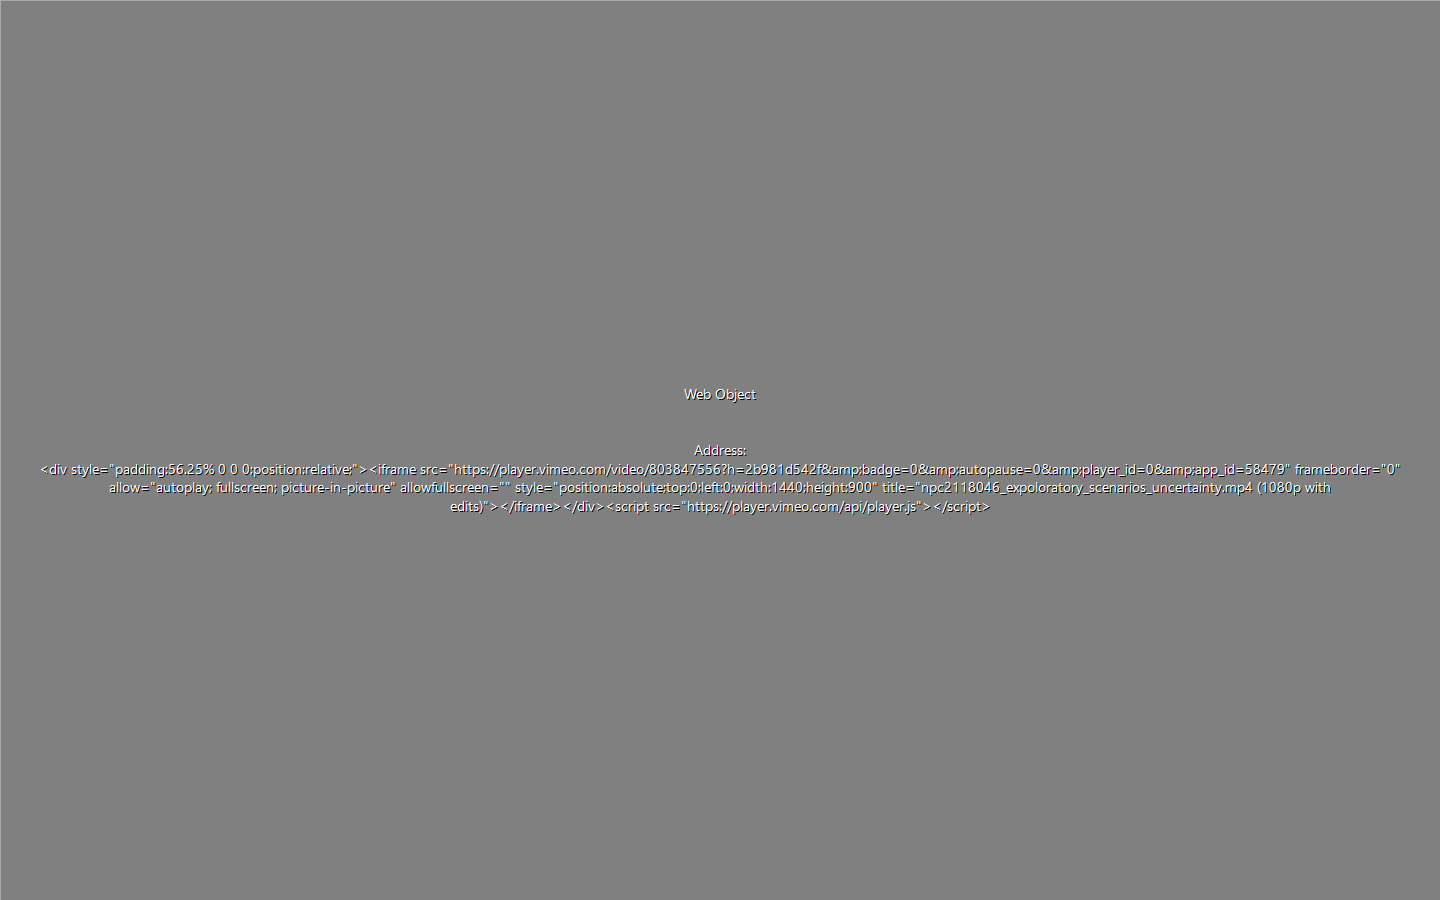 Web Object
Address:
<div style="padding:56.25% 0 0 0;position:relative;"><iframe src="https://player.vimeo.com/video/803847556?h=2b981d542f&amp;badge=0&amp;autopause=0&amp;player_id=0&amp;app_id=58479" frameborder="0"
allow="autoplay; fullscreen; picture-in-picture" allowfullscreen="" style="position:absolute;top:0;left:0;width:1440;height:900" title="npc2118046_expoloratory_scenarios_uncertainty.mp4 (1080p with
edits)"></iframe></div><script src="https://player.vimeo.com/api/player.js"></script>